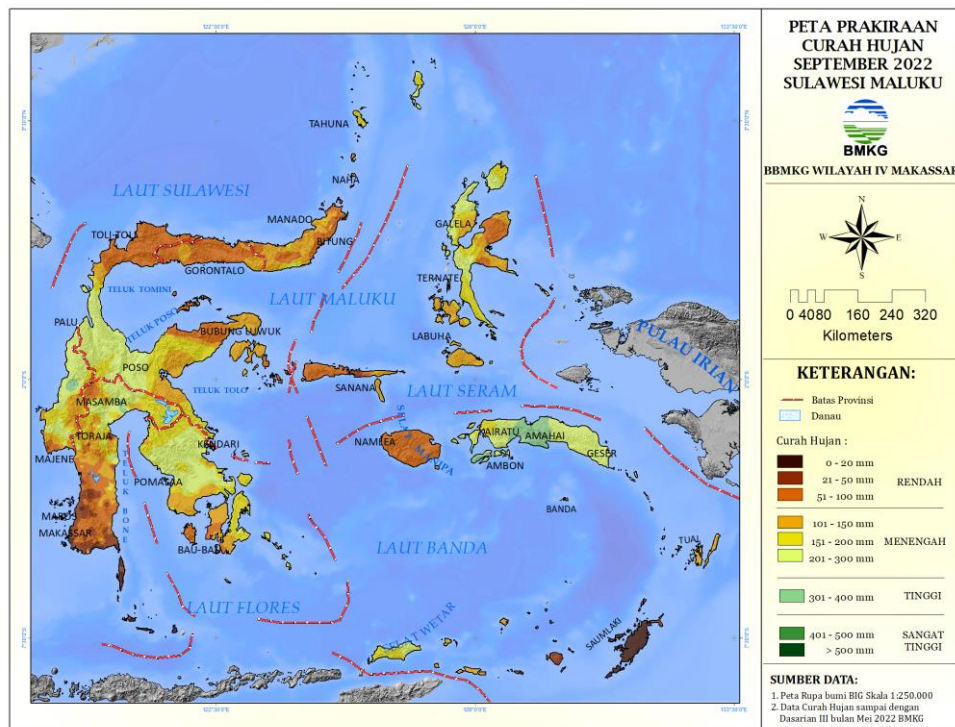 PETA PRAKIRAAN
CURAH HUJAN
SEPTEMBER 2022
SULAWESI MALUKU
BMKG
BBMKG WILAYAH IV MAKASSAR
N
W
E
S
0 4080 160 240 320
Kilometers
KETERANGAN:
Batas Provinsi
Danau
Curah Hujan :
0 - 20 mm
21 - 50 mm
51 - 100 mm
RENDAH
101 - 150 mm
151 - 200 mm
201 - 300 mm
MENENGAH
301 - 400 mm
TINGGI
401 - 500 mm
> 500 mm
SANGAT
TINGGI
SUMBER DATA:
1. Peta Rupa bumi BIG Skala 1:250.000
2. Data Curah Hujan sampai dengan
Dasarian III bulan Mei 2022 BMKG
TAHUNA
NAHA
LAUT SULAWESI
MANADO
BITUNG
TOLI-TOLI
GORONTALO
GALELA
TERNATE
TELUK TOMINI
LAUT MALUKU
PALU
TELUK POSO
BUBUNG LUWUK
LABUHA
PULAU IRIAN
POSO
TELUK TOLO
SANANA
LAUT SERAM
MASAMBA
TORAJA
KENDARI
NAMLEA
KAIRATU
AMAHAI
MAJENE
TELUK BONE
POMALAA
AMBON
GESER
BANDA
MAROS
MAKASSAR
BAU-BAU
LAUT BANDA
TUAL
LAUT FLORES
SELAT WETAR
SAUMLAKI